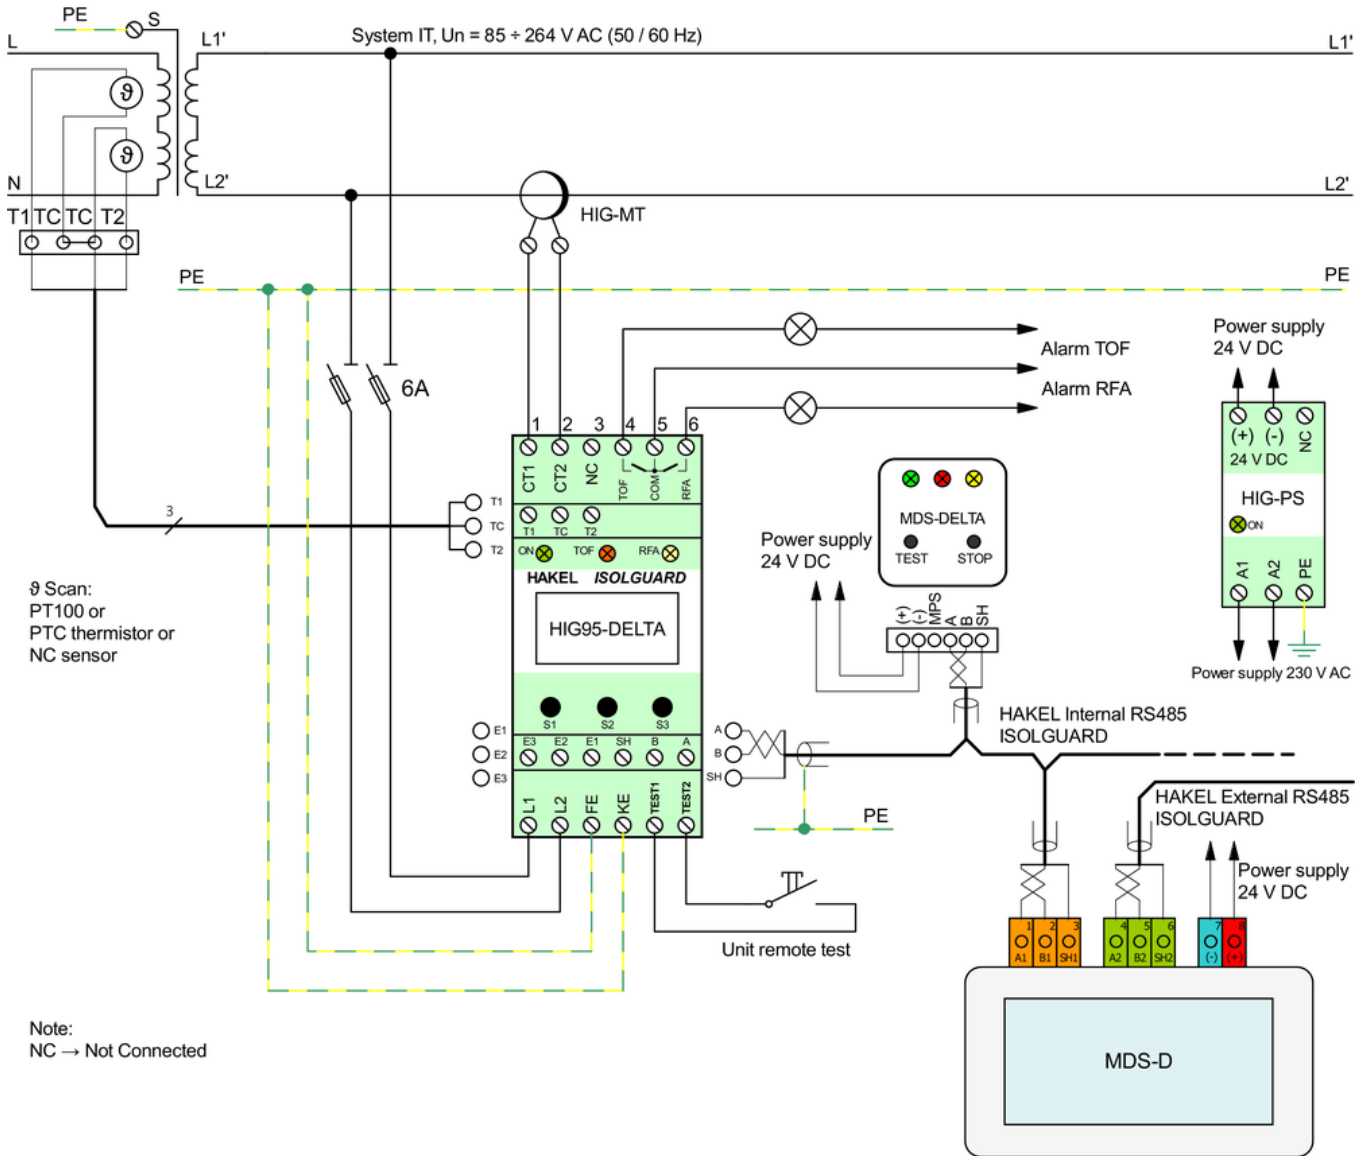 PE
S
L
L1'
System IT, Un = 85 ÷ 264 V AC (50 / 60 Hz)
L1'
ϑ
ϑ
N
L2'
L2'
T1 TC TC T2
HIG-MT
PE
PE
Alarm TOF
Alarm RFA
6A
Power supply
24 V DC
1 2 3 4 5 6
CT1 CT2 NC TOF COM RFA
T1 TC T2
T1
TC
T2
3
ON TOF RFA
HAKEL ISOLGUARD
HIG95-DELTA
S1 S2 S3
E1
E2
E3
E3 E2 E1 SH B A
L1 L2 FE KE TEST1 TEST2
A
B
SH
ϑ Scan:
PT100 or
PTC thermistor or
NC sensor
MDS-DELTA
TEST STOP
Power supply
24 V DC
(+) (-) MPS A B SH
(+) (-) NC
24 V DC
HIG-PS
ON
A1 A2 PE
Power supply 230 V AC
HAKEL Internal RS485
ISOLGUARD
HAKEL External RS485
ISOLGUARD
PE
Power supply
24 V DC
Unit remote test
1 2 3 4 5 6 7 8
A1 B1 SH1 A2 B2 SH2 (-) (+)
MDS-D
Note:
NC → Not Connected